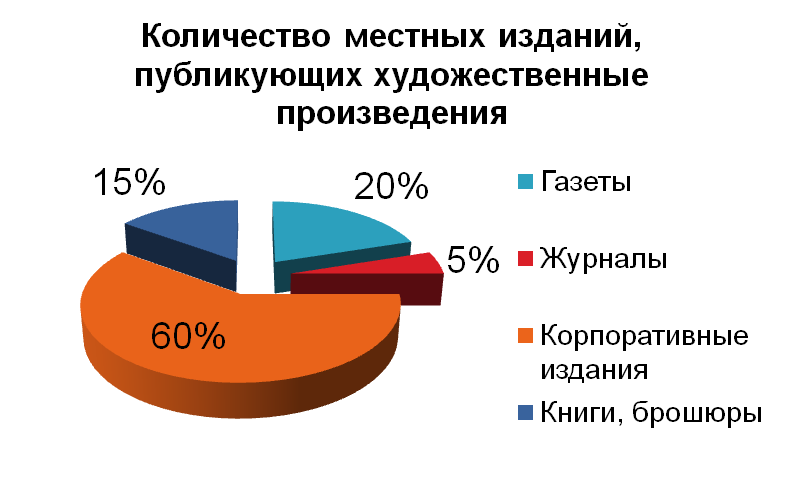 Количество местных изданий,
публикующих художественные
произведения
15%
20%
5%
60%
Газеты
Журналы
Корпоративные
издания
Книги, брошюры